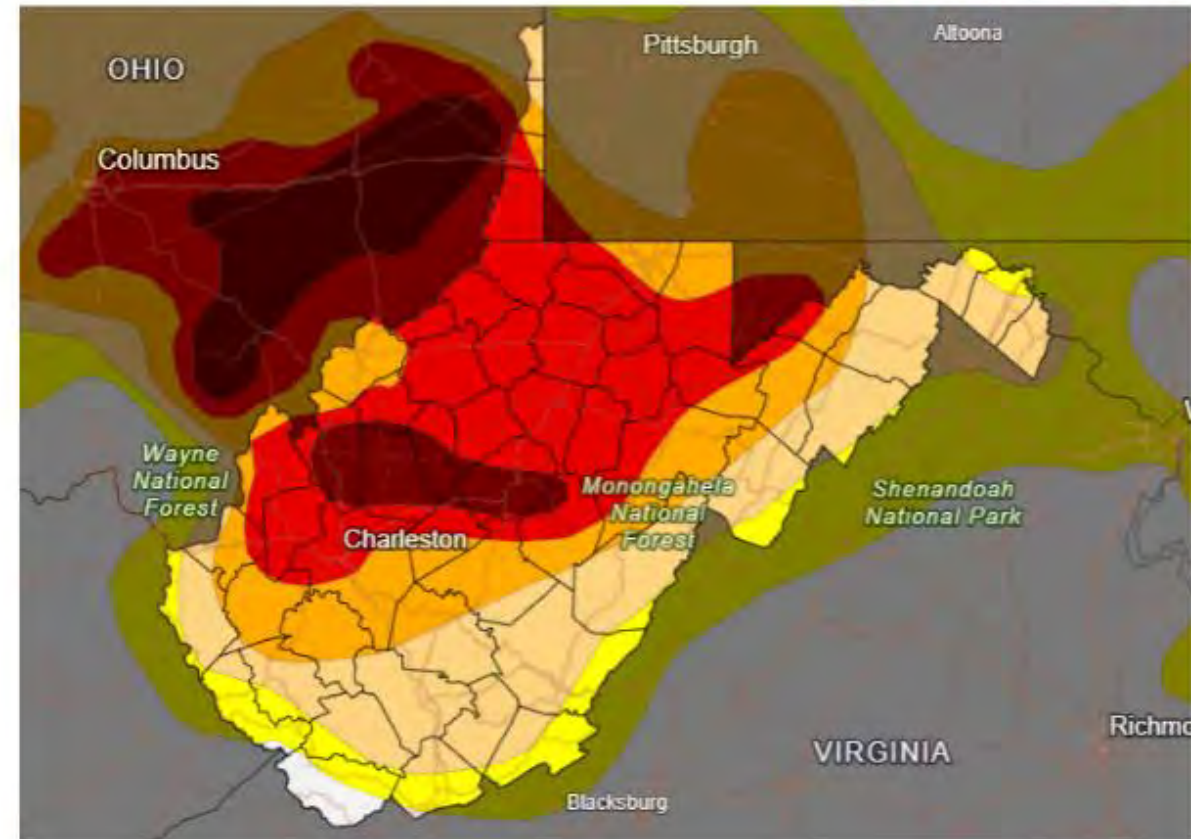 Altoona
Pittsburgh
OHIO
Columbus
Wayne
National
Forest
Monongahela
National
Forest
Shenandoah
National Park
Charleston
Richmo
VIRGINIA
Blacksburg